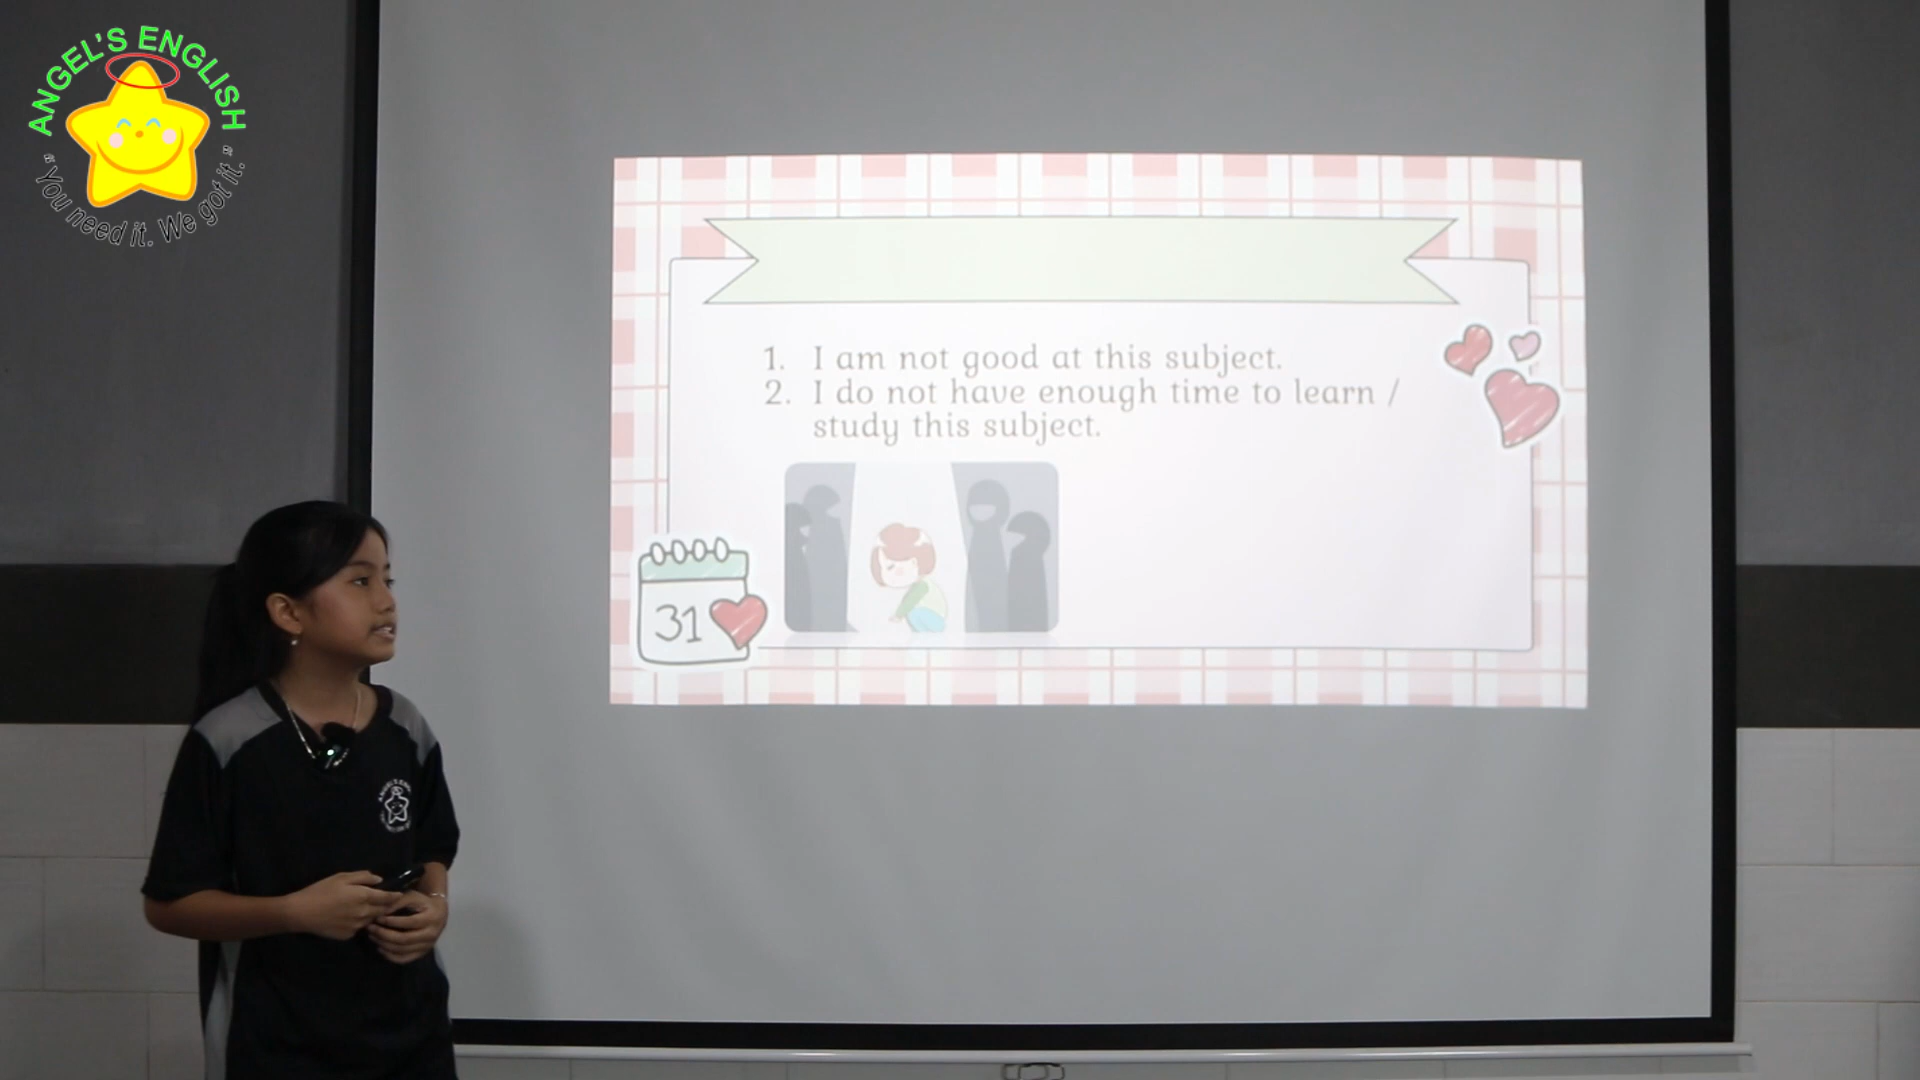 ANGEL'S ENGLISH
"You need it. We got it."
1. I am not good at this subject.
2. I do not have enough time to learn /
study this subject.
31